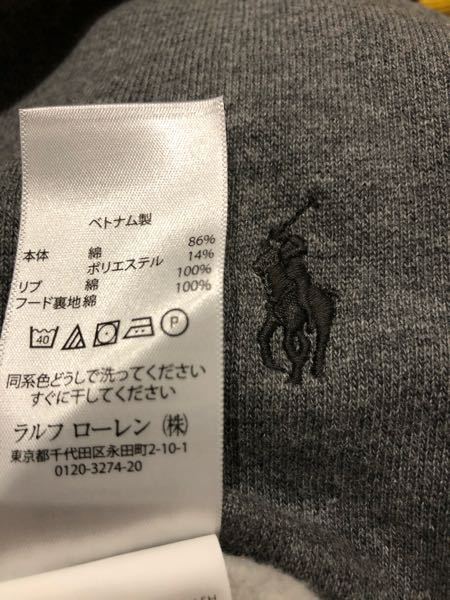 ベトナム製
本体 綿 86%
ポリエステル 14%
リブ 綿 100%
フード裏地 綿 100%
40 P
同系色どうしで洗ってください
すぐに干してください
ラルフ ローレン (株)
東京都千代田区永田町2-10-1
0120-3274-20